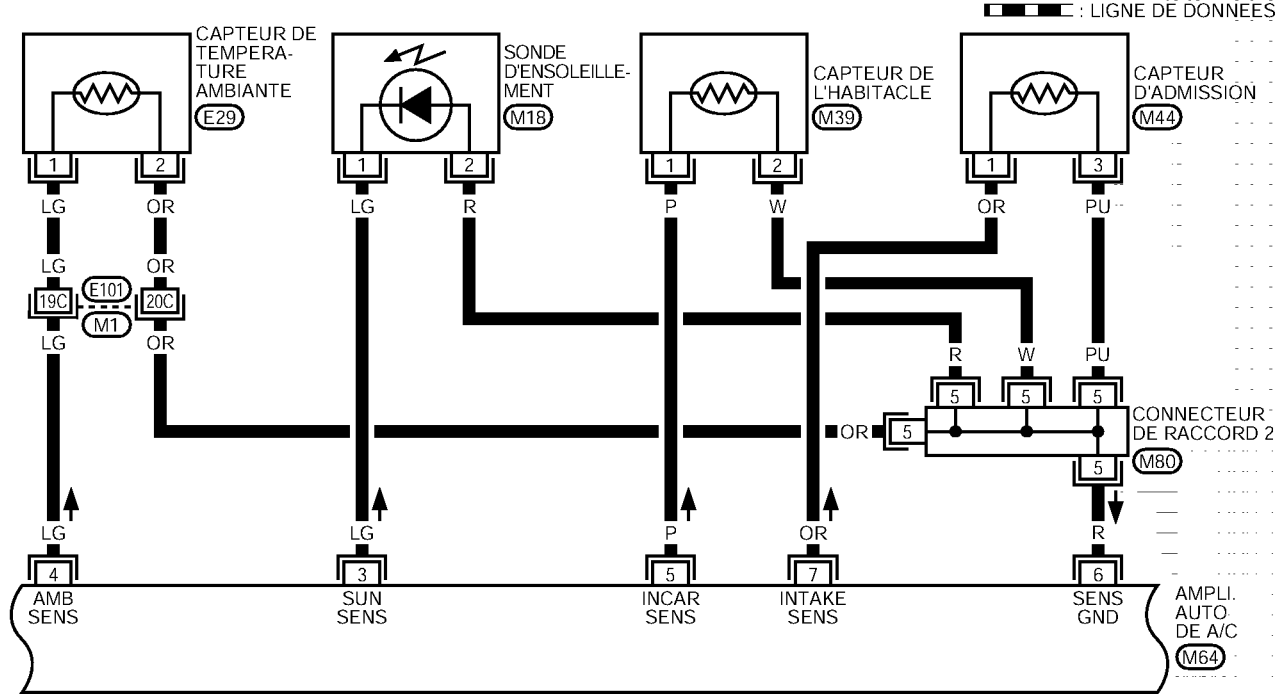 : LIGNE DE DONNEES
CAPTEUR DE
TEMPERA-
TURE
AMBIANTE
E29
SONDE
D'ENSOLEILLE-
MENT
M18
CAPTEUR DE
L'HABITACLE
M39
CAPTEUR
D'ADMISSION
M44
1
2
1
2
1
2
1
3
LG
OR
LG
R
P
W
OR
PU
LG
OR
19C
E101
20C
M1
LG
OR
R
W
PU
5
5
5
OR
5
CONNECTEUR
DE RACCORD 2
M80
5
LG
LG
P
OR
R
4
3
5
7
6
AMB
SENS
SUN
SENS
INCAR
SENS
INTAKE
SENS
SENS
GND
AMPLI.
AUTO
DE A/C
M64